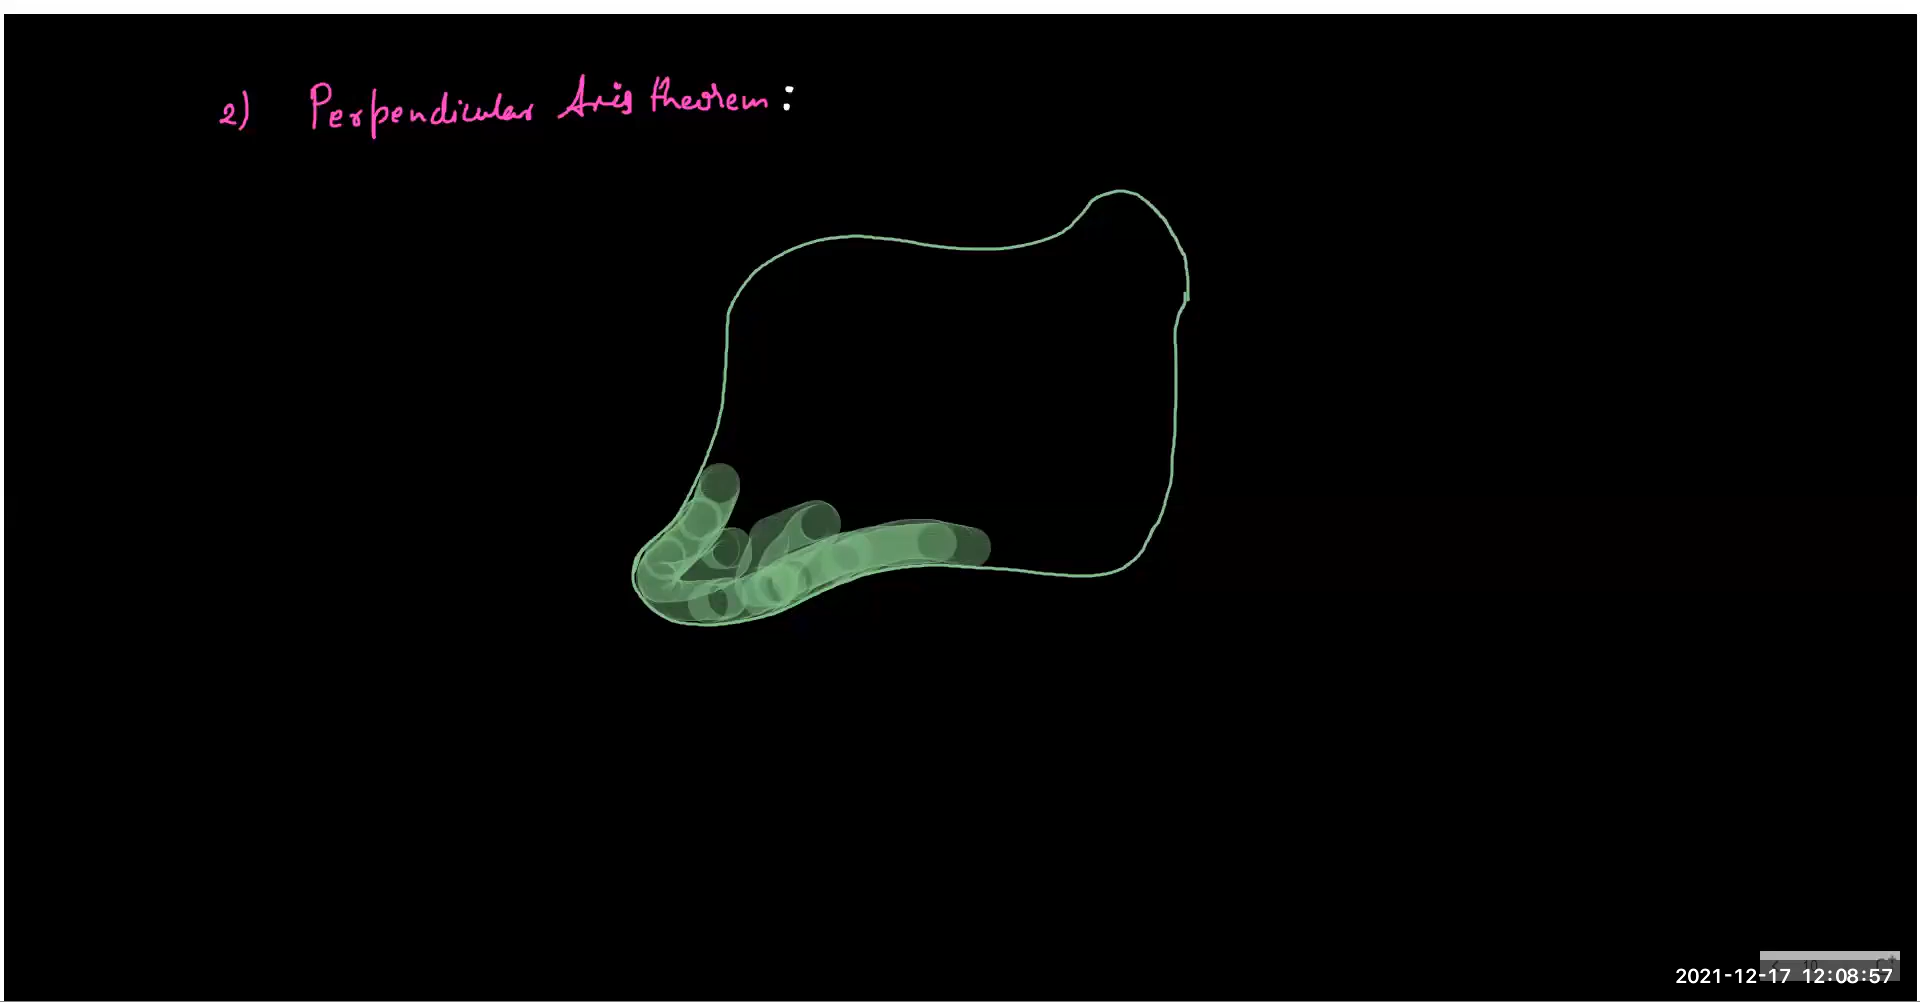 2) Perpendicular Axis theorem :
2021-12-17 12:08:57